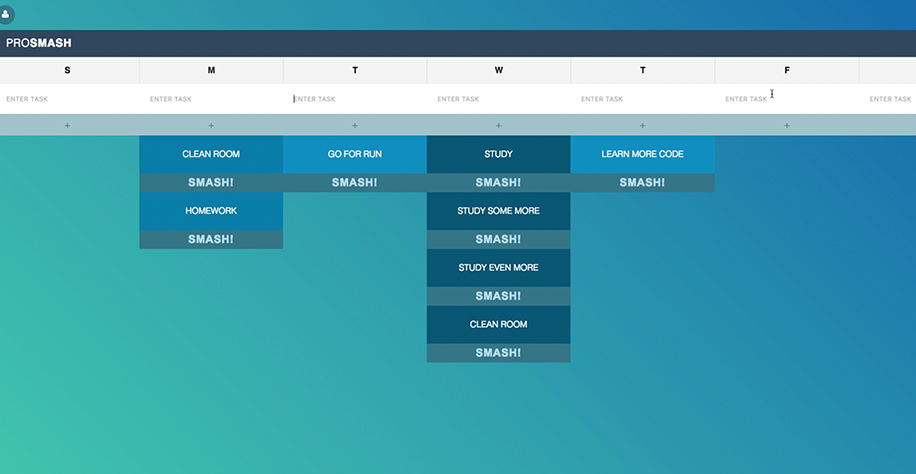 PROSMASH
S M T W T F
ENTER TASK ENTER TASK ENTER TASK ENTER TASK ENTER TASK ENTER TASK ENTER TASK
+ + + + + +
CLEAN ROOM GO FOR RUN STUDY LEARN MORE CODE
SMASH! SMASH! SMASH! SMASH!
HOMEWORK STUDY SOME MORE
SMASH! SMASH!
STUDY EVEN MORE
SMASH!
CLEAN ROOM
SMASH!